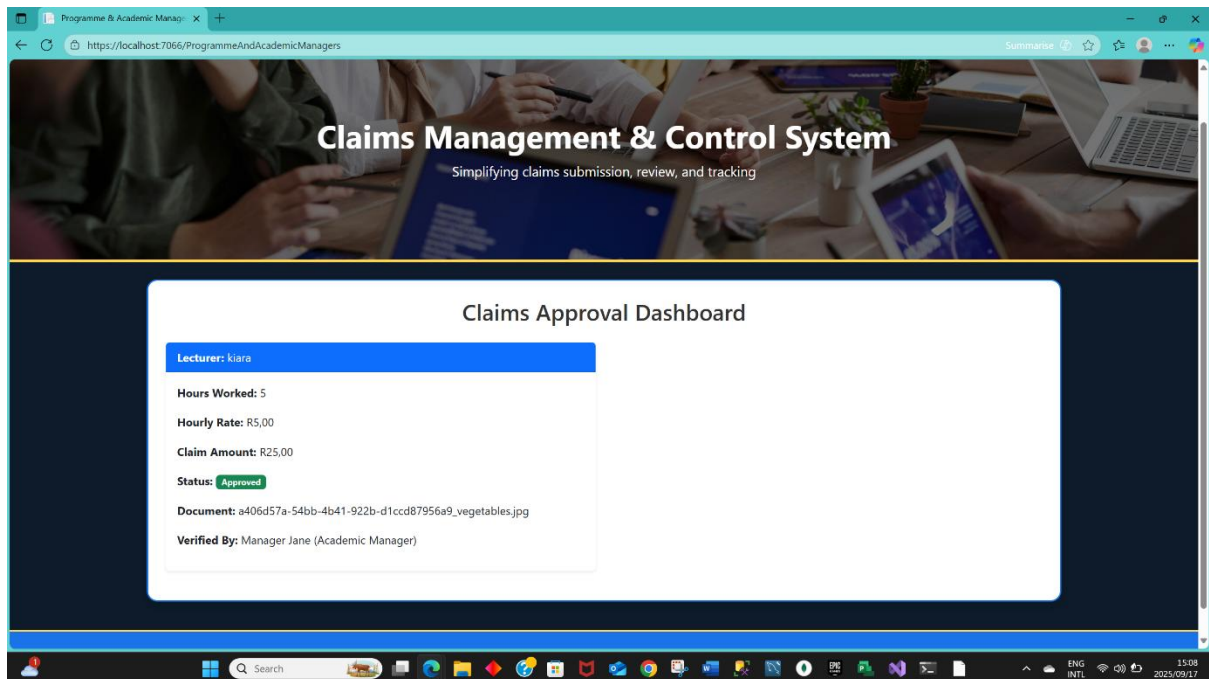 Programme & Academic Manage
https://localhost:7066/ProgrammeAndAcademicManagers
Summarise
Claims Management & Control System
Simplifying claims submission, review, and tracking
Claims Approval Dashboard
Lecturer: kiara
Hours Worked: 5
Hourly Rate: R5,00
Claim Amount: R25,00
Status: Approved
Document: a406d57a-54bb-4b41-922b-d1ccd87956a9_vegetables.jpg
Verified By: Manager Jane (Academic Manager)
Search
ENG
INTL
15:08
2025/09/17